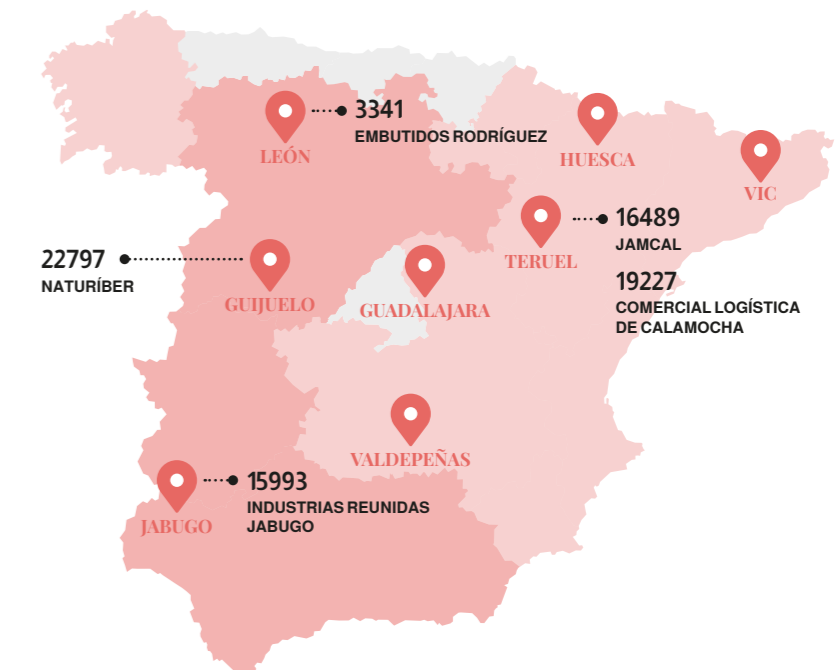 3341
EMBUTIDOS RODRÍGUEZ
LEÓN
HUESCA
VIC
16489
JAMCAL
TERUEL
19227
COMERCIAL LOGÍSTICA
DE CALAMOCHA
22797
NATURÍBER
GUIJUELO
GUADALAJARA
VALDEPEÑAS
15993
INDUSTRIAS REUNIDAS
JABUGO
JABUGO